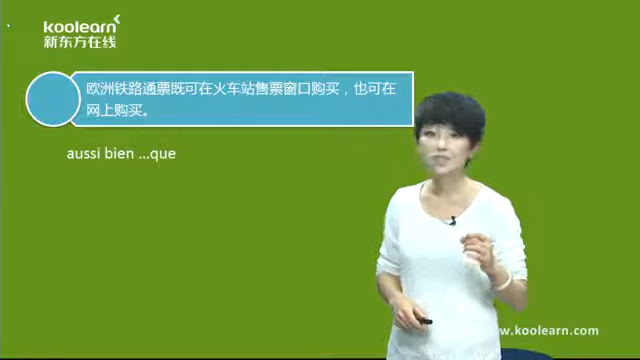 koolearn
新东方在线
欧洲铁路通票既可在火车站售票窗口购买，也可在
网上购买。
aussi bien ...que
w.koolearn.com